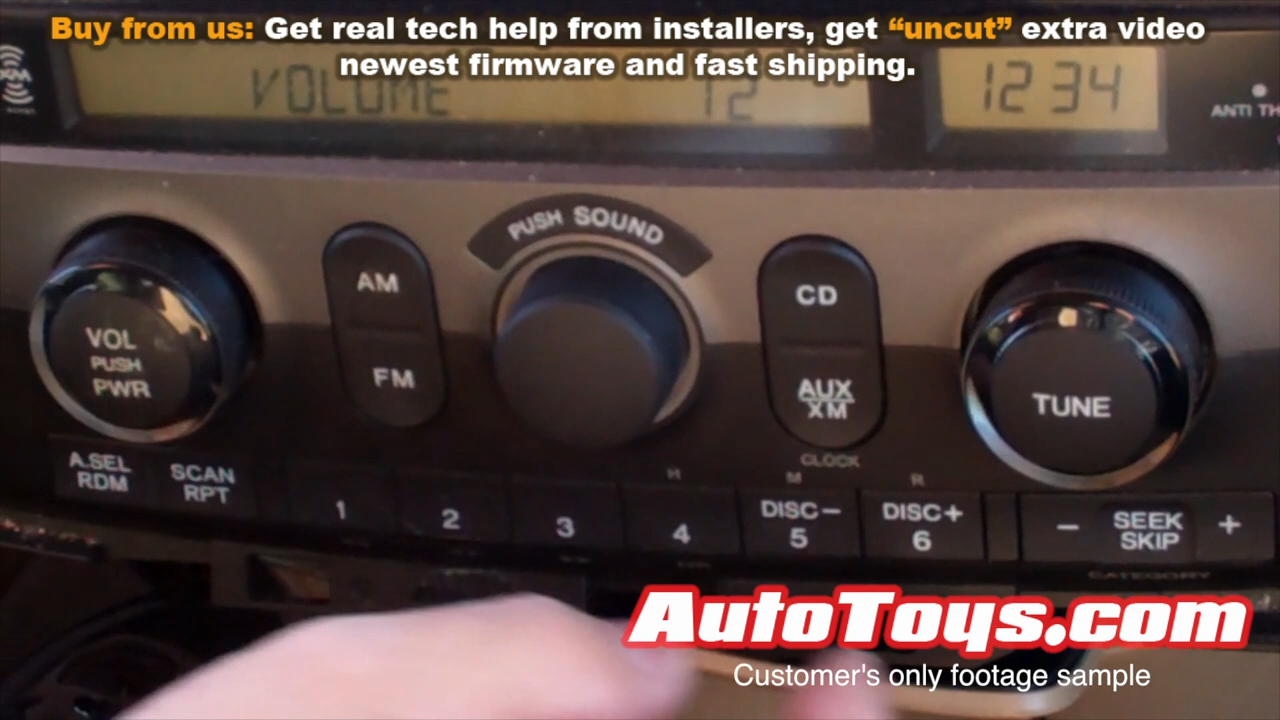 Buy from us: Get real tech help from installers, get “uncut” extra video
newest firmware and fast shipping.
XM
VOLUME 12
1234
ANTI TH
PUSH SOUND
AM
FM
CD
AUX
XM
VOL
PUSH
PWR
TUNE
CLOCK
A.SEL
RDM
SCAN
RPT
H
M
R
1
2
3
4
DISC–
5
DISC+
6
–
SEEK
SKIP
+
CATEGORY
AutoToys.com
Customer's only footage sample